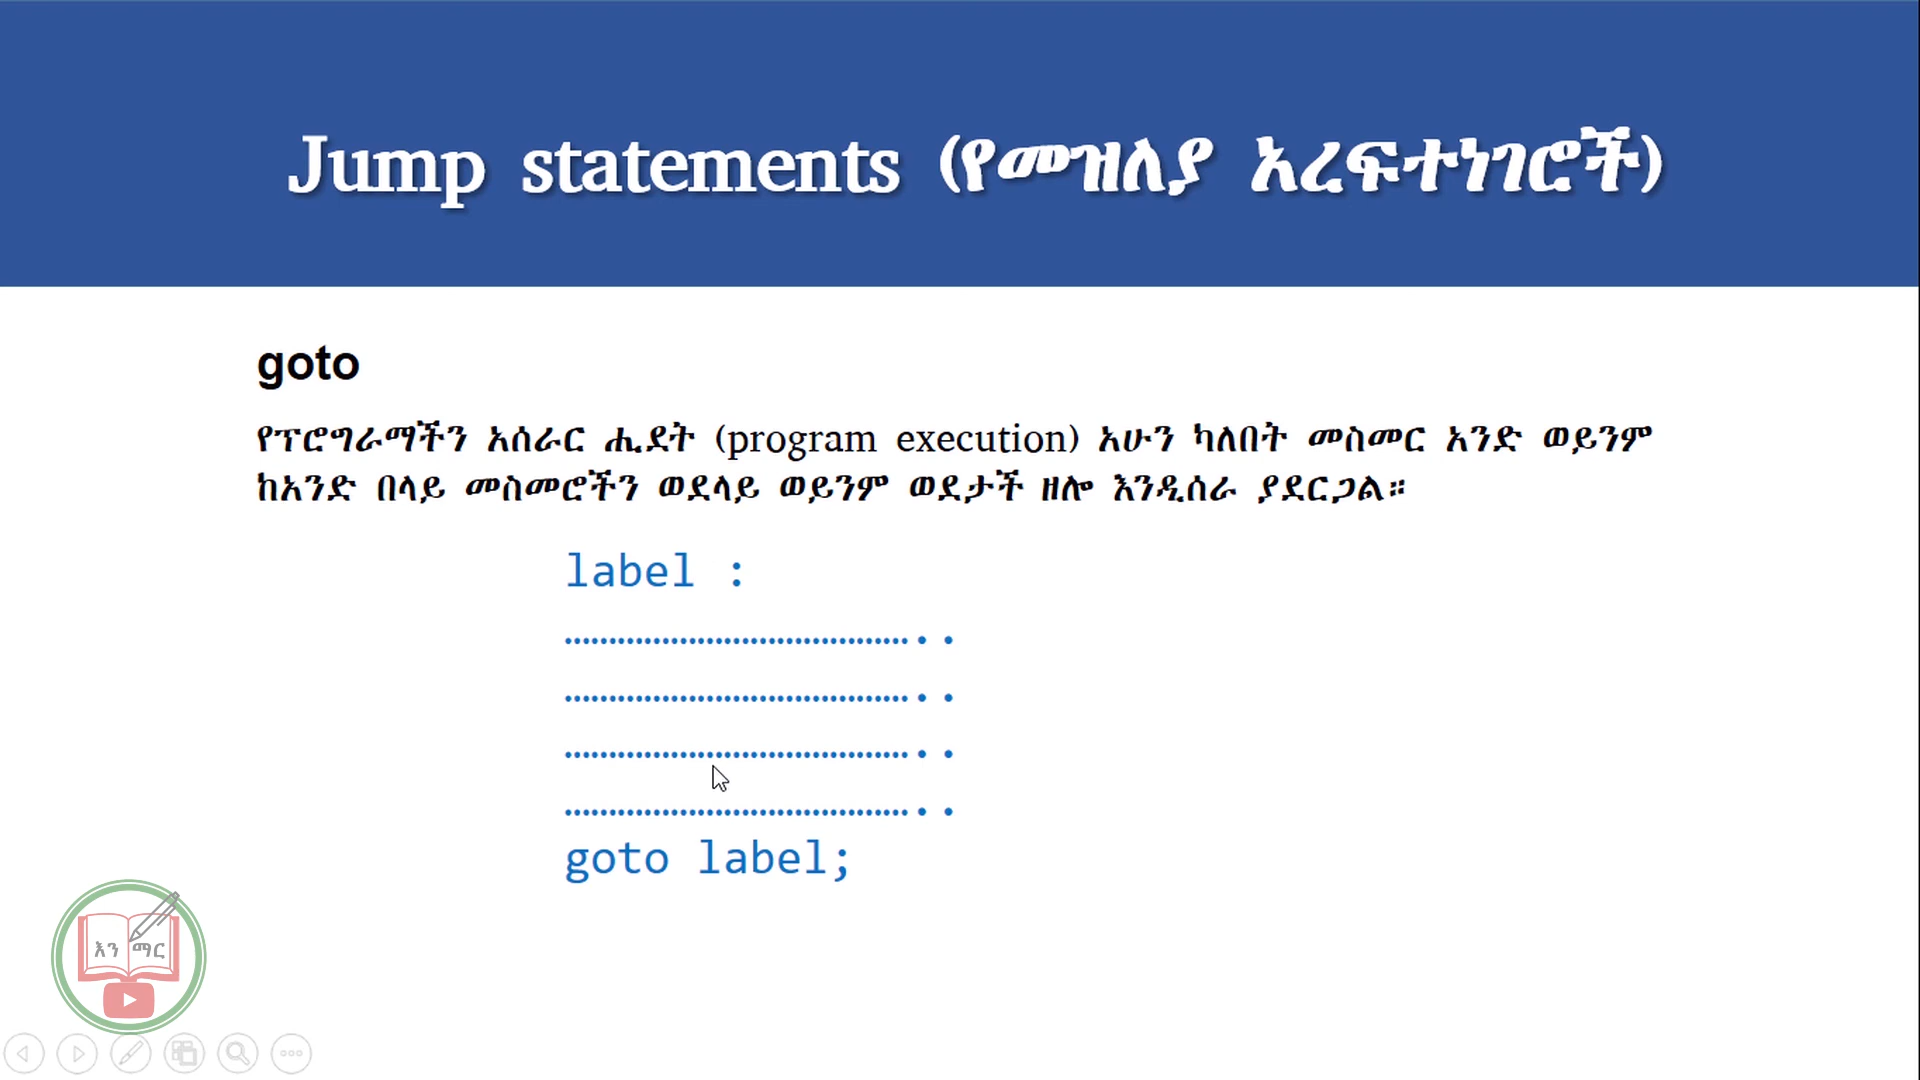 Jump statements (የመዝለያ አረፍተነገሮች)
goto
የፕሮግራማችን አሰራር ሒደት (program execution) አሁን ካለበት መስመር አንድ ወይንም
ከአንድ በላይ መስመሮችን ወደላይ ወይንም ወደታች ዘሎ እንዲሰራ ያደርጋል።
label :
…………………………………. .
…………………………………. .
…………………………………. .
…………………………………. .
goto label;
እን ማር